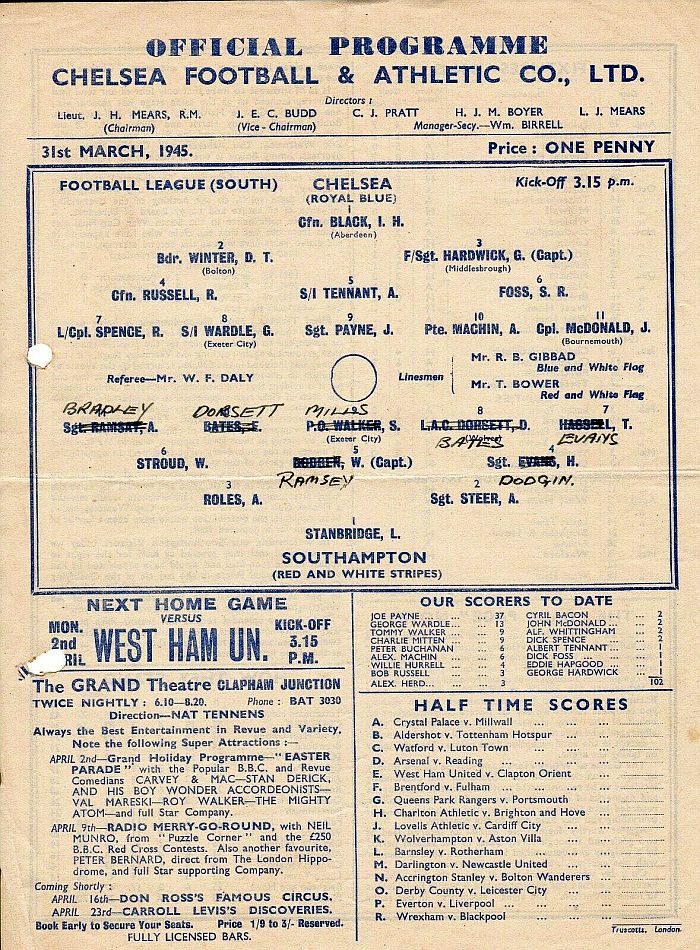 OFFICIAL PROGRAMME
CHELSEA FOOTBALL & ATHLETIC CO., LTD.
Directors:
Lieut. J. H. MEARS, R.M. J. E. C. BUDD C. J. PRATT H. J. M. BOYER L. J. MEARS
(Chairman) (Vice-Chairman) Manager-Secy.—Wm. BIRRELL
31st MARCH, 1945. Price: ONE PENNY
FOOTBALL LEAGUE (SOUTH) CHELSEA Kick-Off 3.15 p.m.
(ROYAL BLUE)
1
Cfn. BLACK, I. H.
(Aberdeen)
2 3
Bdr. WINTER, D. T. F/Sgt. HARDWICK, G. (Capt.)
(Bolton) (Middlesbrough)
4 5 6
Cfn. RUSSELL, R. S/I TENNANT, A. FOSS, S. R.
7 8 9 10 11
L/Cpl. SPENCE, R. S/I WARDLE, G. Sgt. PAYNE, J. Pte. MACHIN, A. Cpl. McDONALD, J.
(Exeter City) (Bournemouth)
Referee—Mr. W. F. DALY Linesmen
Mr. R. B. GIBBAD
Blue and White Flag
Mr. T. BOWER
Red and White Flag
BRADLEY DORSETT MILLS 8 7
Sgt. RAMSAY, A. BATES, E. P.O. WALKER, S. L.A.C. DORSETT, D. HASSELL, T.
(Exeter City) (Wolves)
BATES EVANS
6 5 4
STROUD, W. DODGIN, W. (Capt.) Sgt. EVANS, H.
RAMSEY DODGIN.
3 2
ROLES, A. Sgt. STEER, A.
1
STANBRIDGE, L.
SOUTHAMPTON
(RED AND WHITE STRIPES)
NEXT HOME GAME
VERSUS
MON. 2nd WEST HAM UN. KICK-OFF 3.15 P.M.
The GRAND Theatre CLAPHAM JUNCTION
TWICE NIGHTLY: 6.10—8.20. Phone: BAT 3030
Direction—NAT TENNENS
Always the Best Entertainment in Revue and Variety,
Note the following Super Attractions:—
APRIL 2nd—Grand Holiday Programme—"EASTER
PARADE" with the Popular B.B.C. and Revue
Comedians CARVEY & MAC—STAN DERICK,
AND HIS BOY WONDER ACCORDEONISTS—
VAL MARESKI—ROY WALKER—THE MIGHTY
ATOM—and full Star Company.
APRIL 9th—RADIO MERRY-GO-ROUND, with NEIL
MUNRO, from "Puzzle Corner" and the £250
B.B.C. Red Cross Contests. Also another favourite,
PETER BERNARD, direct from The London Hippo-
drome, and full Star supporting Company.
Coming Shortly:
APRIL 16th—DON ROSS'S FAMOUS CIRCUS.
APRIL 23rd—CARROLL LEVIS'S DISCOVERIES.
Book Early to Secure Your Seats. Price 1/9 to 3/- Reserved.
FULLY LICENSED BARS.
OUR SCORERS TO DATE
JOE PAYNE ... 37 CYRIL BACON ... 2
GEORGE WARDLE... 13 JOHN McDONALD ... 2
TOMMY WALKER ... 9 ALF. WHITTINGHAM ... 2
CHARLIE MITTEN ... 9 DICK SPENCE ... 2
PETER BUCHANAN ... 6 ALBERT TENNANT ... 1
ALEX. MACHIN ... 6 DICK FOSS ... 1
WILLIE HURRELL ... 4 EDDIE HAPGOOD ... 1
BOB RUSSELL ... 3 GEORGE HARDWICK ... 1
ALEX. HERD... 3 102
HALF TIME SCORES
A. Crystal Palace v. Millwall
B. Aldershot v. Tottenham Hotspur
C. Watford v. Luton Town
D. Arsenal v. Reading
E. West Ham United v. Clapton Orient
F. Brentford v. Fulham
G. Queens Park Rangers v. Portsmouth
H. Charlton Athletic v. Brighton and Hove
J. Lovells Athletic v. Cardiff City
K. Wolverhampton v. Aston Villa
L. Barnsley v. Rotherham
M. Darlington v. Newcastle United
N. Accrington Stanley v. Bolton Wanderers
O. Derby County v. Leicester City
P. Everton v. Liverpool
R. Wrexham v. Blackpool
Truscotts, London